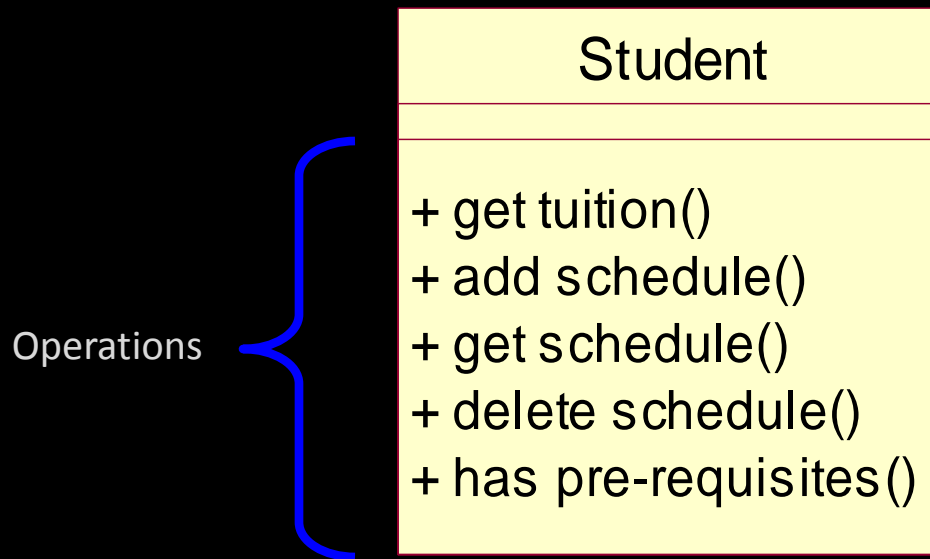 Student
+ get tuition()
+ add schedule()
Operations
+ get schedule()
+ delete schedule()
+ has pre-requisites()